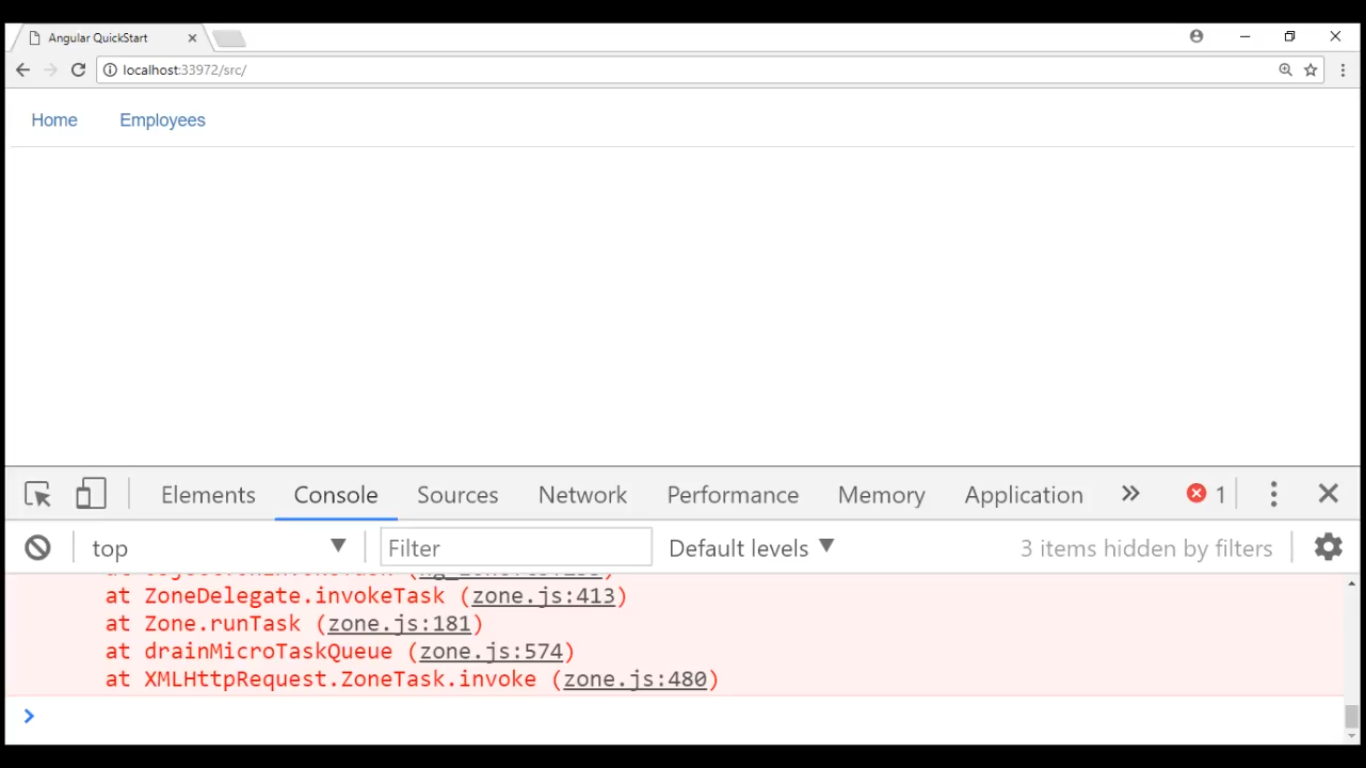 Angular QuickStart
localhost:33972/src/
Home Employees
Elements Console Sources Network Performance Memory Application 1
top Filter Default levels 3 items hidden by filters
at ZoneDelegate.invokeTask (zone.js:413)
at Zone.runTask (zone.js:181)
at drainMicroTaskQueue (zone.js:574)
at XMLHttpRequest.ZoneTask.invoke (zone.js:480)